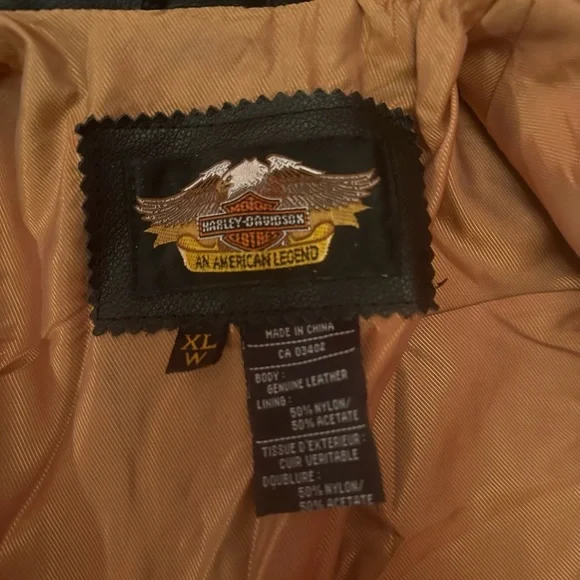 MOTOR
HARLEY-DAVIDSON
CLOTHES
AN AMERICAN LEGEND
XL
W
MADE IN CHINA
CA 03402
BODY:
GENUINE LEATHER
LINING:
50% NYLON/
50% ACETATE
TISSUE D'EXTERIEUR:
CUIR VERITABLE
DOUBLURE:
50% NYLON/
50% ACETATE